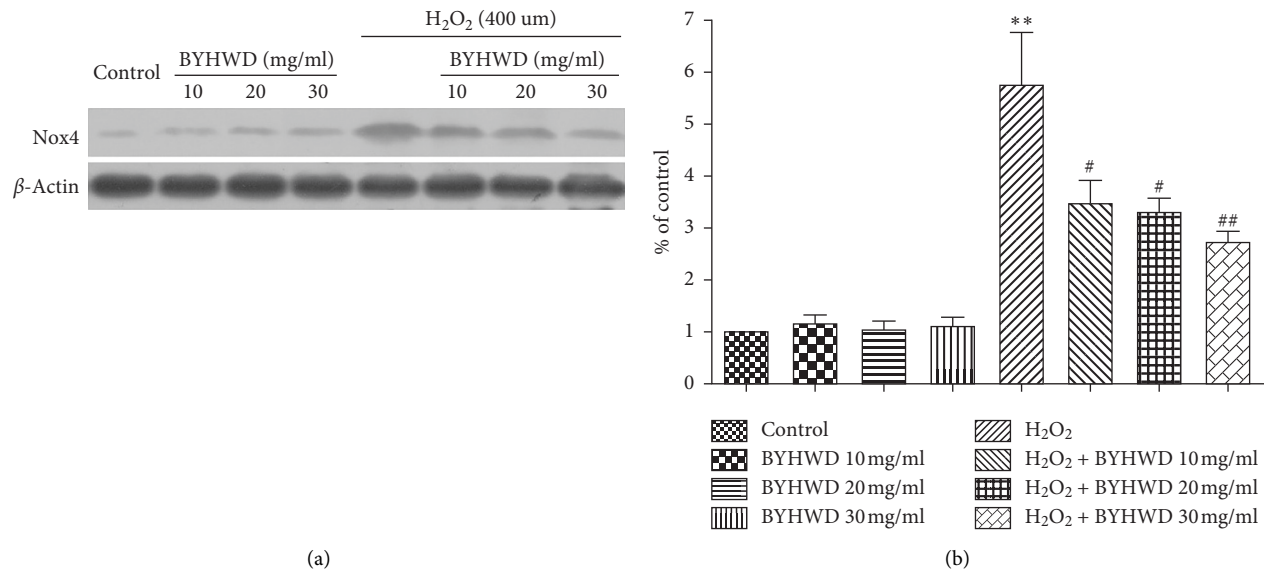 H₂O₂ (400 um)
Control
BYHWD (mg/ml)
BYHWD (mg/ml)
10 20 30 10 20 30
Nox4
β-Actin
(a)
% of control
7
6
5
4
3
2
1
0
**
#
#
##
Control
BYHWD 10 mg/ml
BYHWD 20 mg/ml
BYHWD 30 mg/ml
H₂O₂
H₂O₂ + BYHWD 10 mg/ml
H₂O₂ + BYHWD 20 mg/ml
H₂O₂ + BYHWD 30 mg/ml
(b)